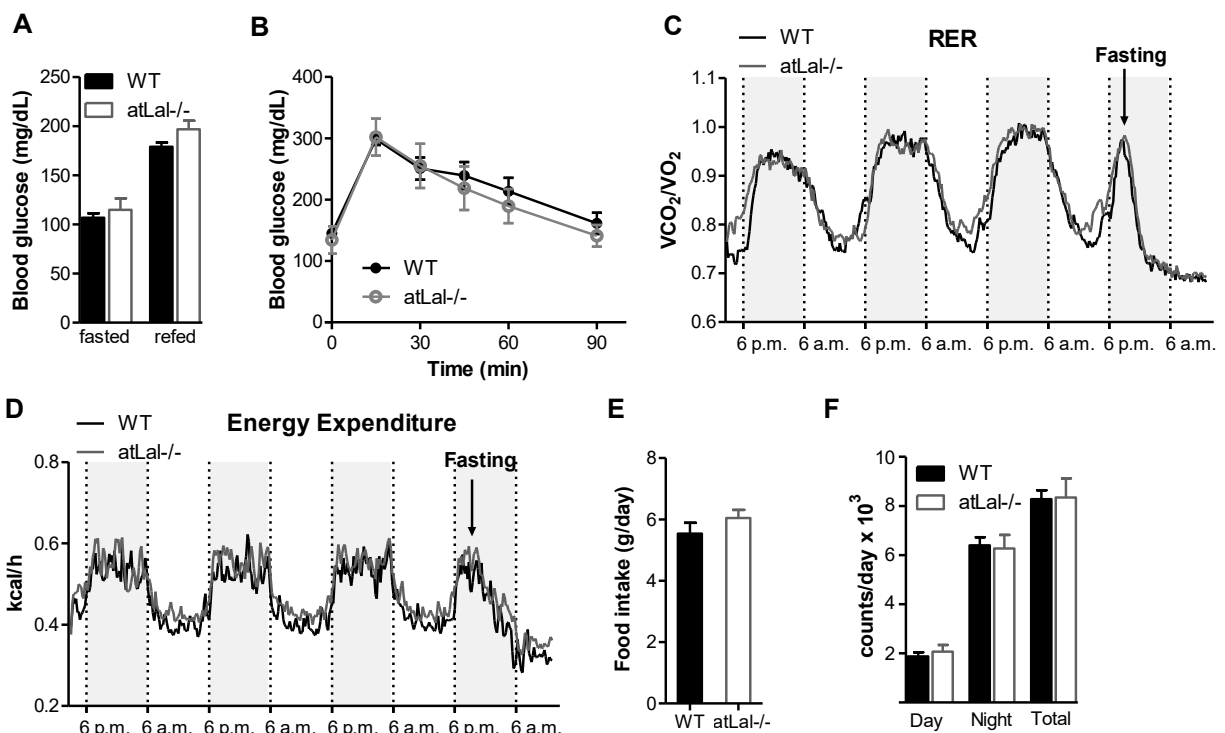 A
Blood glucose (mg/dL)
250
200
150
100
50
0
WT
atLal-/-
fasted refed
B
Blood glucose (mg/dL)
400
300
200
100
0
WT
atLal-/-
0 30 60 90
Time (min)
C
WT
atLal-/-
RER
Fasting
VCO2/VO2
1.1
1.0
0.9
0.8
0.7
0.6
6 p.m. 6 a.m. 6 p.m. 6 a.m. 6 p.m. 6 a.m. 6 p.m. 6 a.m.
D
WT
atLal-/-
Energy Expenditure
Fasting
kcal/h
0.8
0.6
0.4
0.2
6 p.m. 6 a.m. 6 p.m. 6 a.m. 6 p.m. 6 a.m. 6 p.m. 6 a.m.
E
Food intake (g/day)
8
6
4
2
0
WT atLal-/-
F
counts/day x 10³
10
8
6
4
2
WT
atLal-/-
Day Night Total